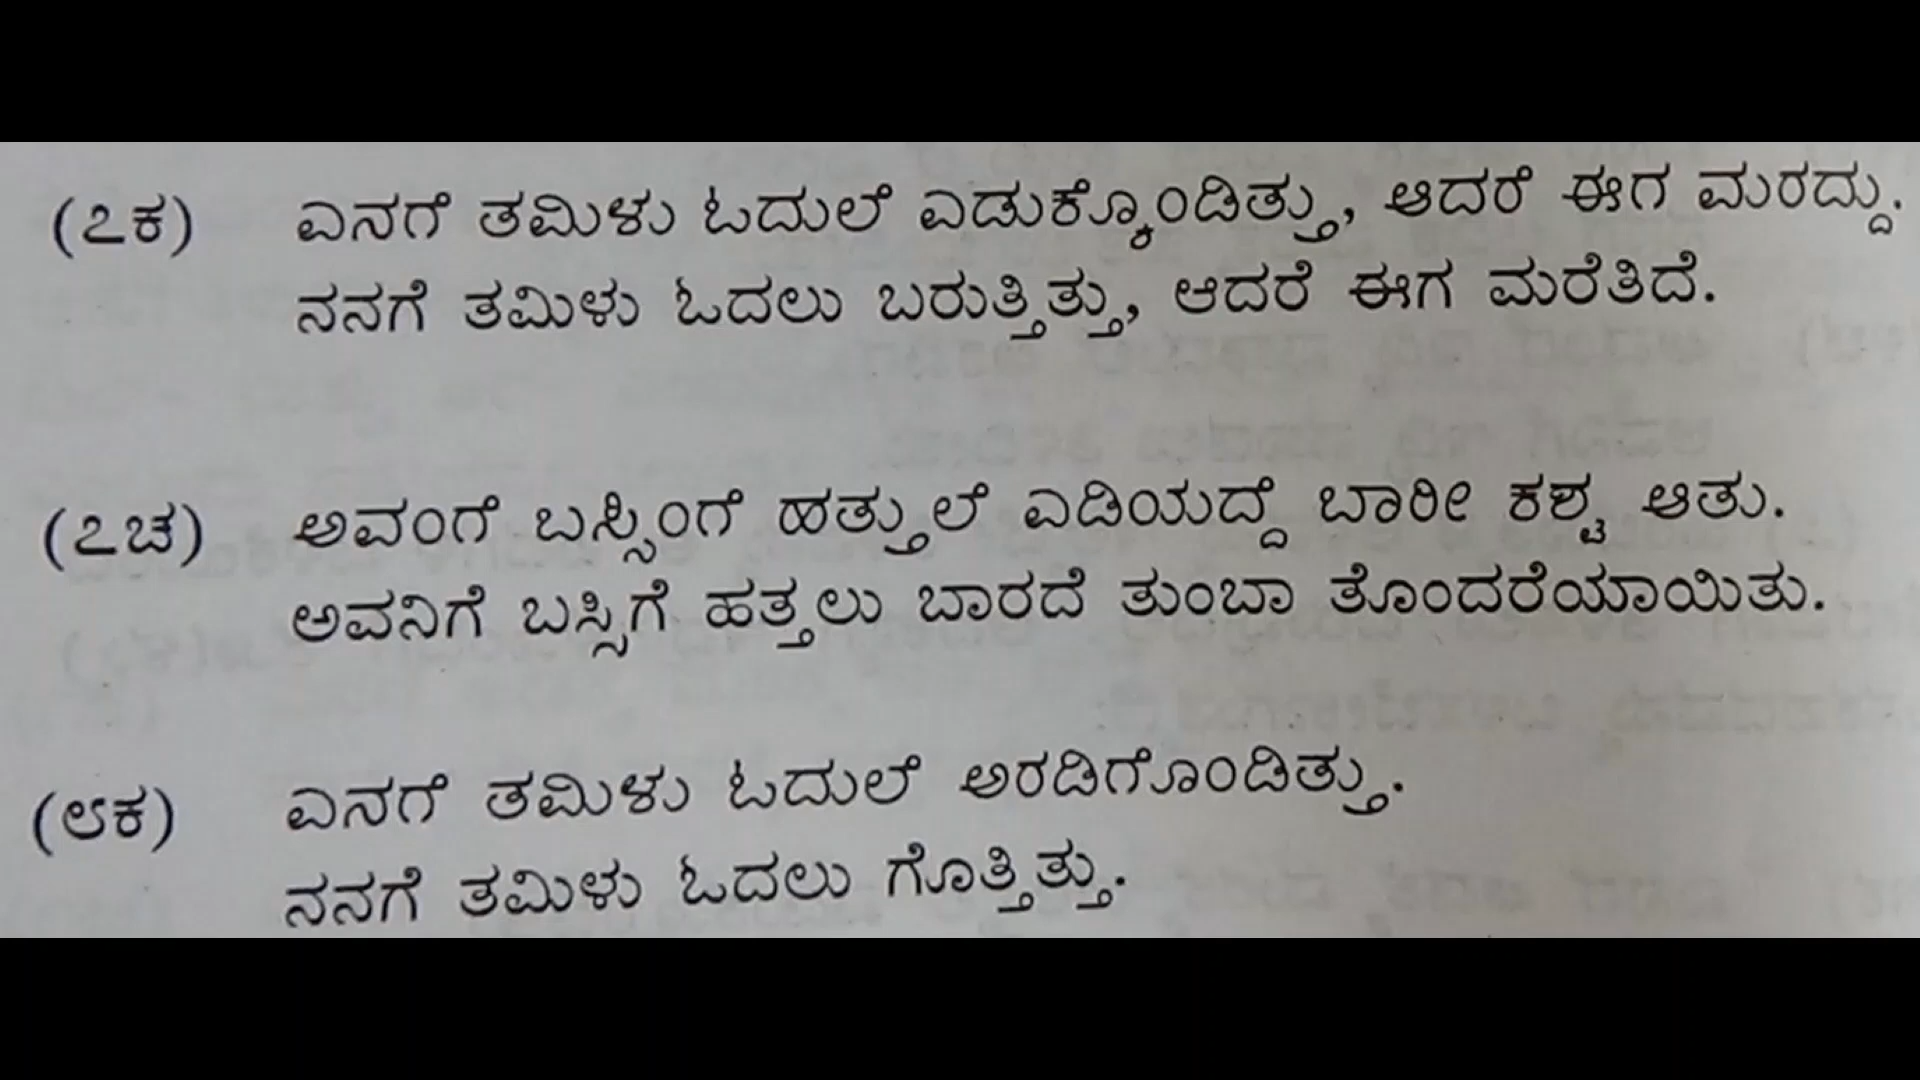 (೭ಕ) ಎನಗೆ ತಮಿಳು ಓದುಲೆ ಎಡುಕ್ಕೊಂಡಿತ್ತು, ಆದರೆ ಈಗ ಮರದ್ದು.
ನನಗೆ ತಮಿಳು ಓದಲು ಬರುತ್ತಿತ್ತು, ಆದರೆ ಈಗ ಮರೆತಿದೆ.
(೭ಚ) ಅವಂಗೆ ಬಸ್ಸಿಂಗೆ ಹತ್ತುಲೆ ಎಡಿಯದ್ದೆ ಬಾರೀ ಕಶ್ಟ ಆತು.
ಅವನಿಗೆ ಬಸ್ಸಿಗೆ ಹತ್ತಲು ಬಾರದೆ ತುಂಬಾ ತೊಂದರೆಯಾಯಿತು.
(೮ಕ) ಎನಗೆ ತಮಿಳು ಓದುಲೆ ಅರಡಿಗೊಂಡಿತ್ತು.
ನನಗೆ ತಮಿಳು ಓದಲು ಗೊತ್ತಿತ್ತು.